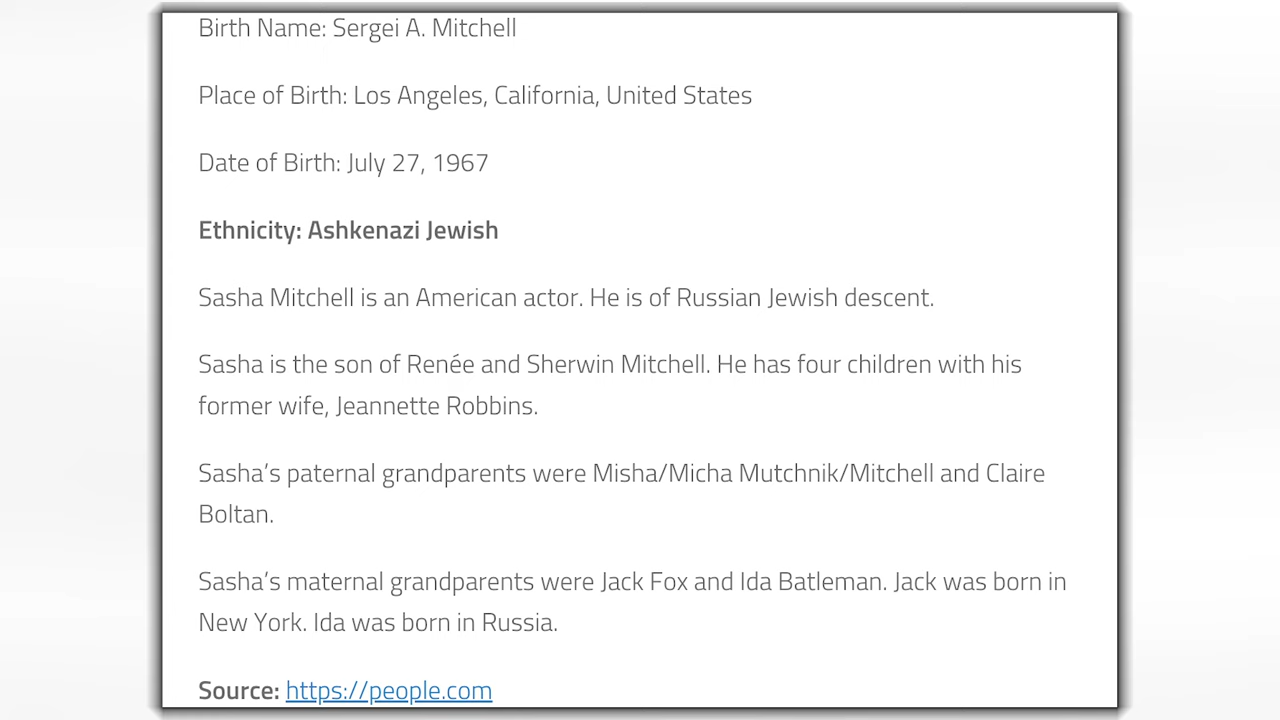 Birth Name: Sergei A. Mitchell
Place of Birth: Los Angeles, California, United States
Date of Birth: July 27, 1967
Ethnicity: Ashkenazi Jewish
Sasha Mitchell is an American actor. He is of Russian Jewish descent.
Sasha is the son of Renée and Sherwin Mitchell. He has four children with his
former wife, Jeannette Robbins.
Sasha’s paternal grandparents were Misha/Micha Mutchnik/Mitchell and Claire
Boltan.
Sasha’s maternal grandparents were Jack Fox and Ida Batleman. Jack was born in
New York. Ida was born in Russia.
Source: https://people.com